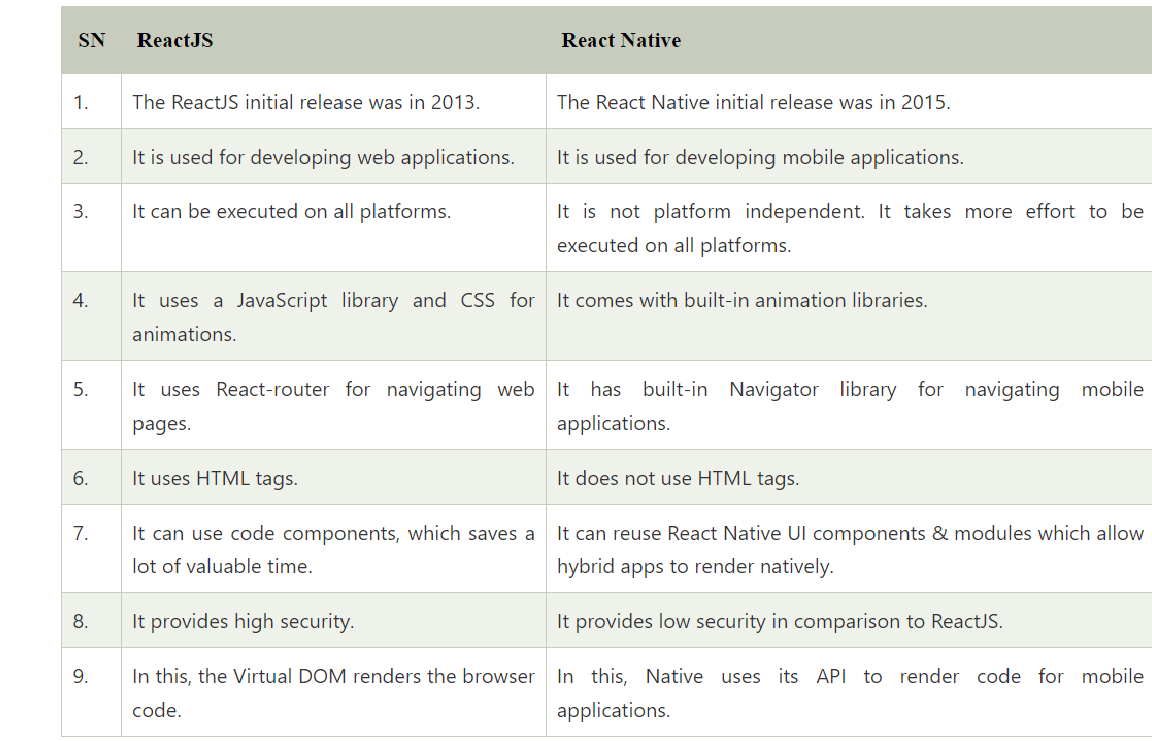 SN ReactJS React Native
1. The ReactJS initial release was in 2013. The React Native initial release was in 2015.
2. It is used for developing web applications. It is used for developing mobile applications.
3. It can be executed on all platforms. It is not platform independent. It takes more effort to be
executed on all platforms.
4. It uses a JavaScript library and CSS for It comes with built-in animation libraries.
animations.
5. It uses React-router for navigating web It has built-in Navigator library for navigating mobile
pages. applications.
6. It uses HTML tags. It does not use HTML tags.
7. It can use code components, which saves a It can reuse React Native UI components & modules which allow
lot of valuable time. hybrid apps to render natively.
8. It provides high security. It provides low security in comparison to ReactJS.
9. In this, the Virtual DOM renders the browser In this, Native uses its API to render code for mobile
code. applications.